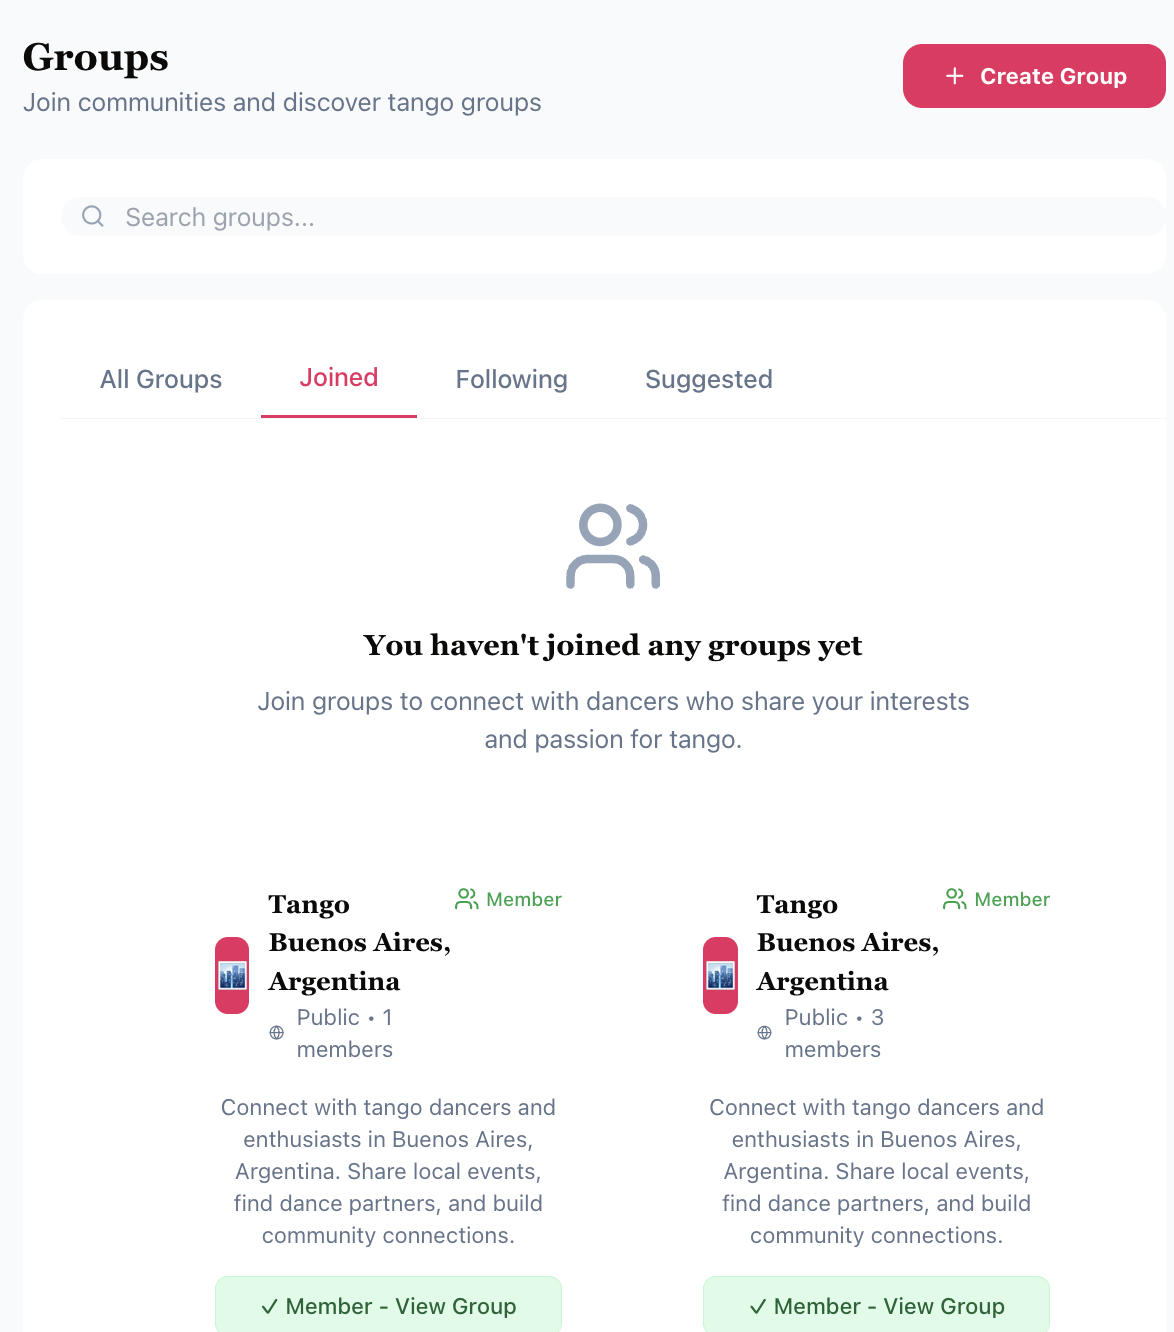 Groups
Join communities and discover tango groups
+ Create Group
Search groups...
All Groups
Joined
Following
Suggested
You haven't joined any groups yet
Join groups to connect with dancers who share your interests
and passion for tango.
Tango
Buenos Aires,
Argentina
Member
Public • 1
members
Connect with tango dancers and
enthusiasts in Buenos Aires,
Argentina. Share local events,
find dance partners, and build
community connections.
✓ Member - View Group
Tango
Buenos Aires,
Argentina
Member
Public • 3
members
Connect with tango dancers and
enthusiasts in Buenos Aires,
Argentina. Share local events,
find dance partners, and build
community connections.
✓ Member - View Group